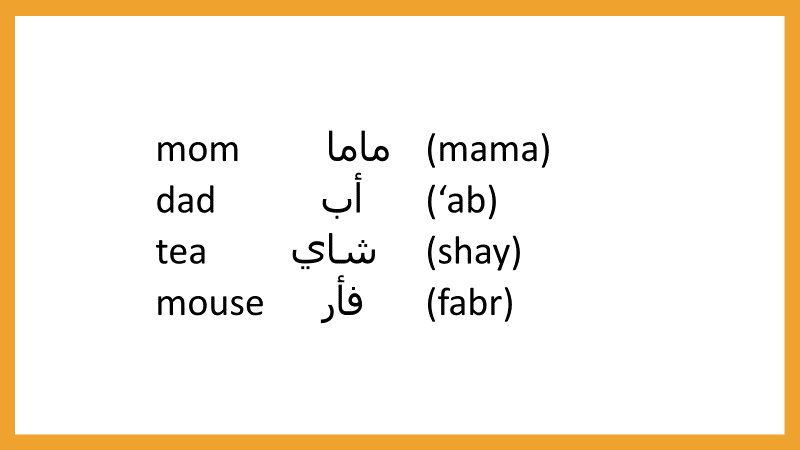 mom ماما (mama)
dad أب (‘ab)
tea شاي (shay)
mouse فأر (fabr)